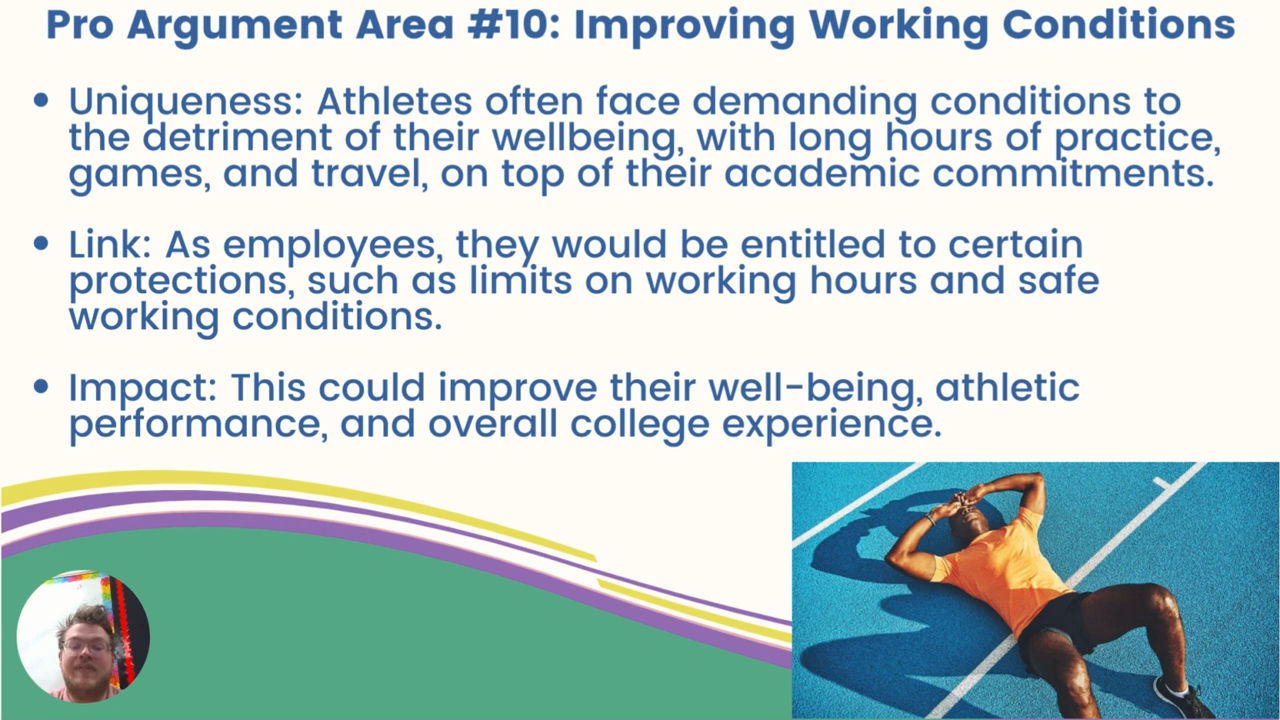 Pro Argument Area #10: Improving Working Conditions
• Uniqueness: Athletes often face demanding conditions to
the detriment of their wellbeing, with long hours of practice,
games, and travel, on top of their academic commitments.
• Link: As employees, they would be entitled to certain
protections, such as limits on working hours and safe
working conditions.
• Impact: This could improve their well-being, athletic
performance, and overall college experience.